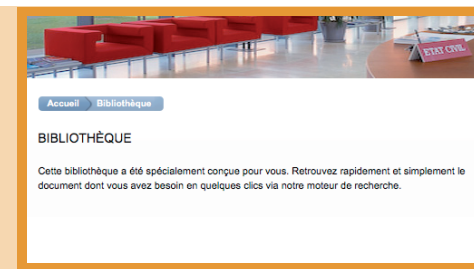 ETAT CIVIL
Accueil Bibliothèque
BIBLIOTHÈQUE
Cette bibliothèque a été spécialement conçue pour vous. Retrouvez rapidement et simplement le
document dont vous avez besoin en quelques clics via notre moteur de recherche.